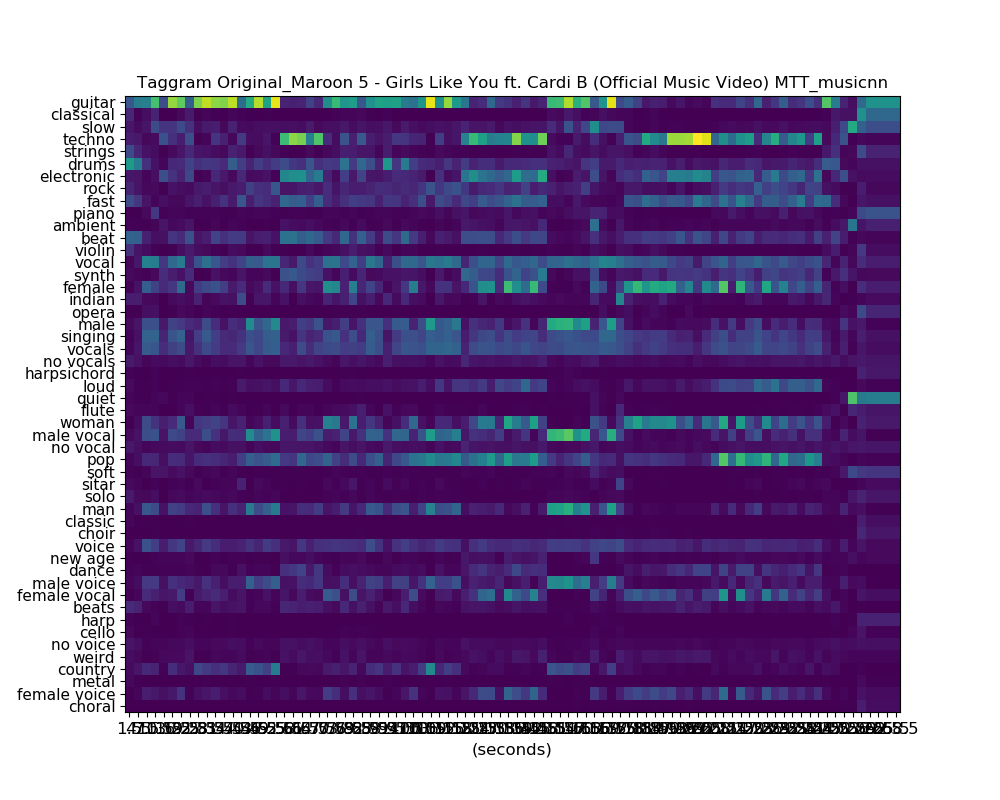 Taggram Original_Maroon 5 - Girls Like You ft. Cardi B (Official Music Video) MTT_musicnn
guitar
classical
slow
techno
strings
drums
electronic
rock
fast
piano
ambient
beat
violin
vocal
synth
female
indian
opera
male
singing
vocals
no vocals
harpsichord
loud
quiet
flute
woman
male vocal
no vocal
pop
soft
sitar
solo
man
classic
choir
voice
new age
dance
male voice
female vocal
beats
harp
cello
no voice
weird
country
metal
female voice
choral
(seconds)